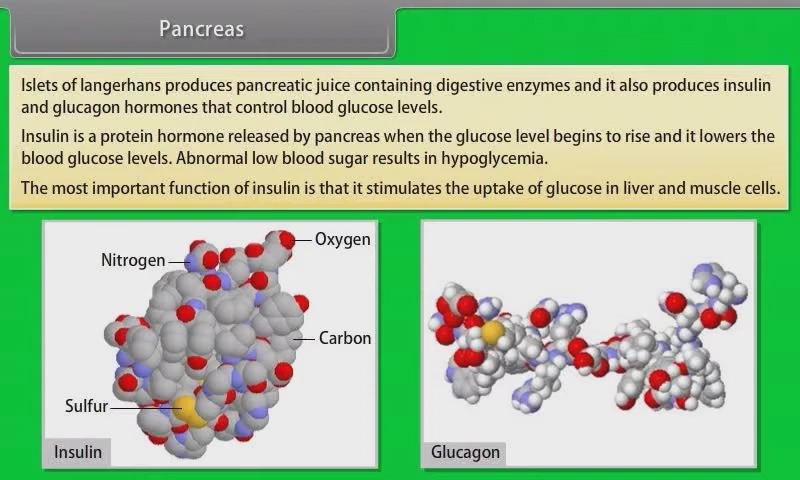 Pancreas
Islets of langerhans produces pancreatic juice containing digestive enzymes and it also produces insulin
and glucagon hormones that control blood glucose levels.
Insulin is a protein hormone released by pancreas when the glucose level begins to rise and it lowers the
blood glucose levels. Abnormal low blood sugar results in hypoglycemia.
The most important function of insulin is that it stimulates the uptake of glucose in liver and muscle cells.
Oxygen
Nitrogen
Carbon
Sulfur
Insulin
Glucagon